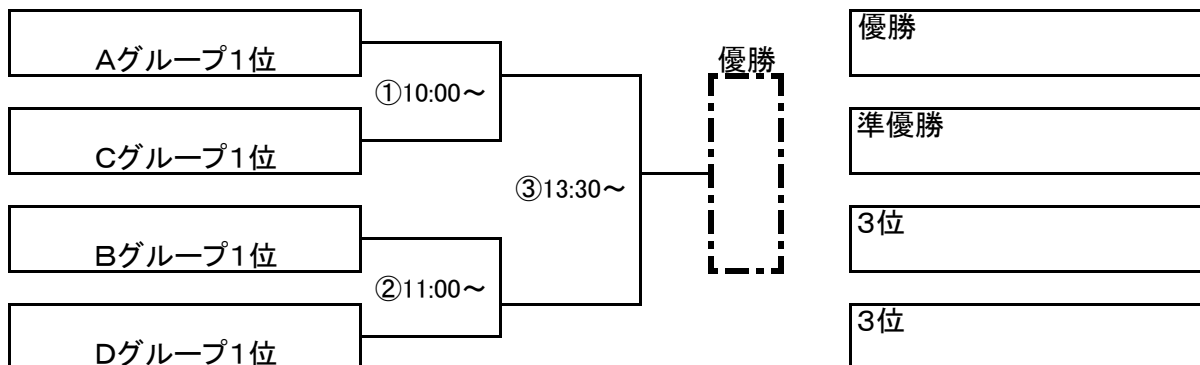 Aグループ１位
①10:00～
Cグループ１位
③13:30～
Bグループ１位
②11:00～
Dグループ１位
優勝
優勝
準優勝
３位
３位